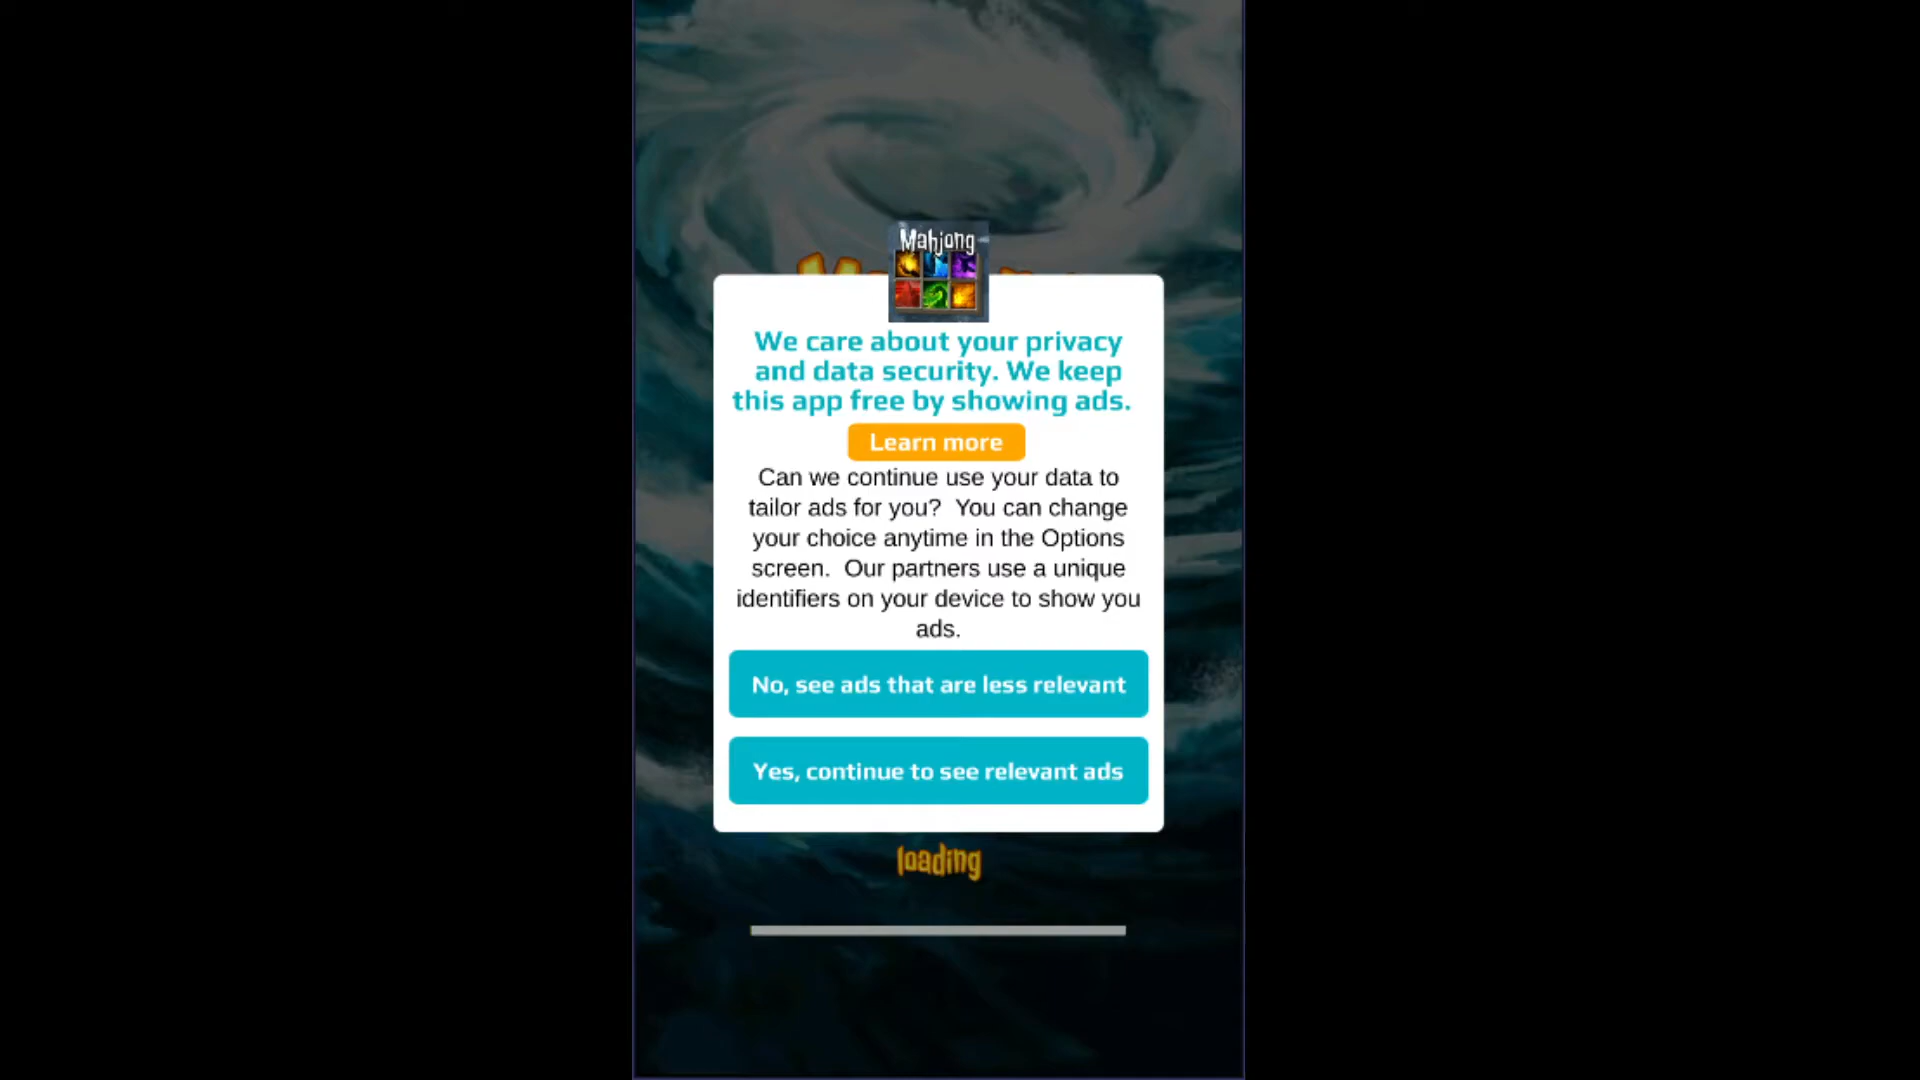 Mahjong
We care about your privacy
and data security. We keep
this app free by showing ads.
Learn more
Can we continue use your data to
tailor ads for you?  You can change
your choice anytime in the Options
screen.  Our partners use a unique
identifiers on your device to show you
ads.
No, see ads that are less relevant
Yes, continue to see relevant ads
loading